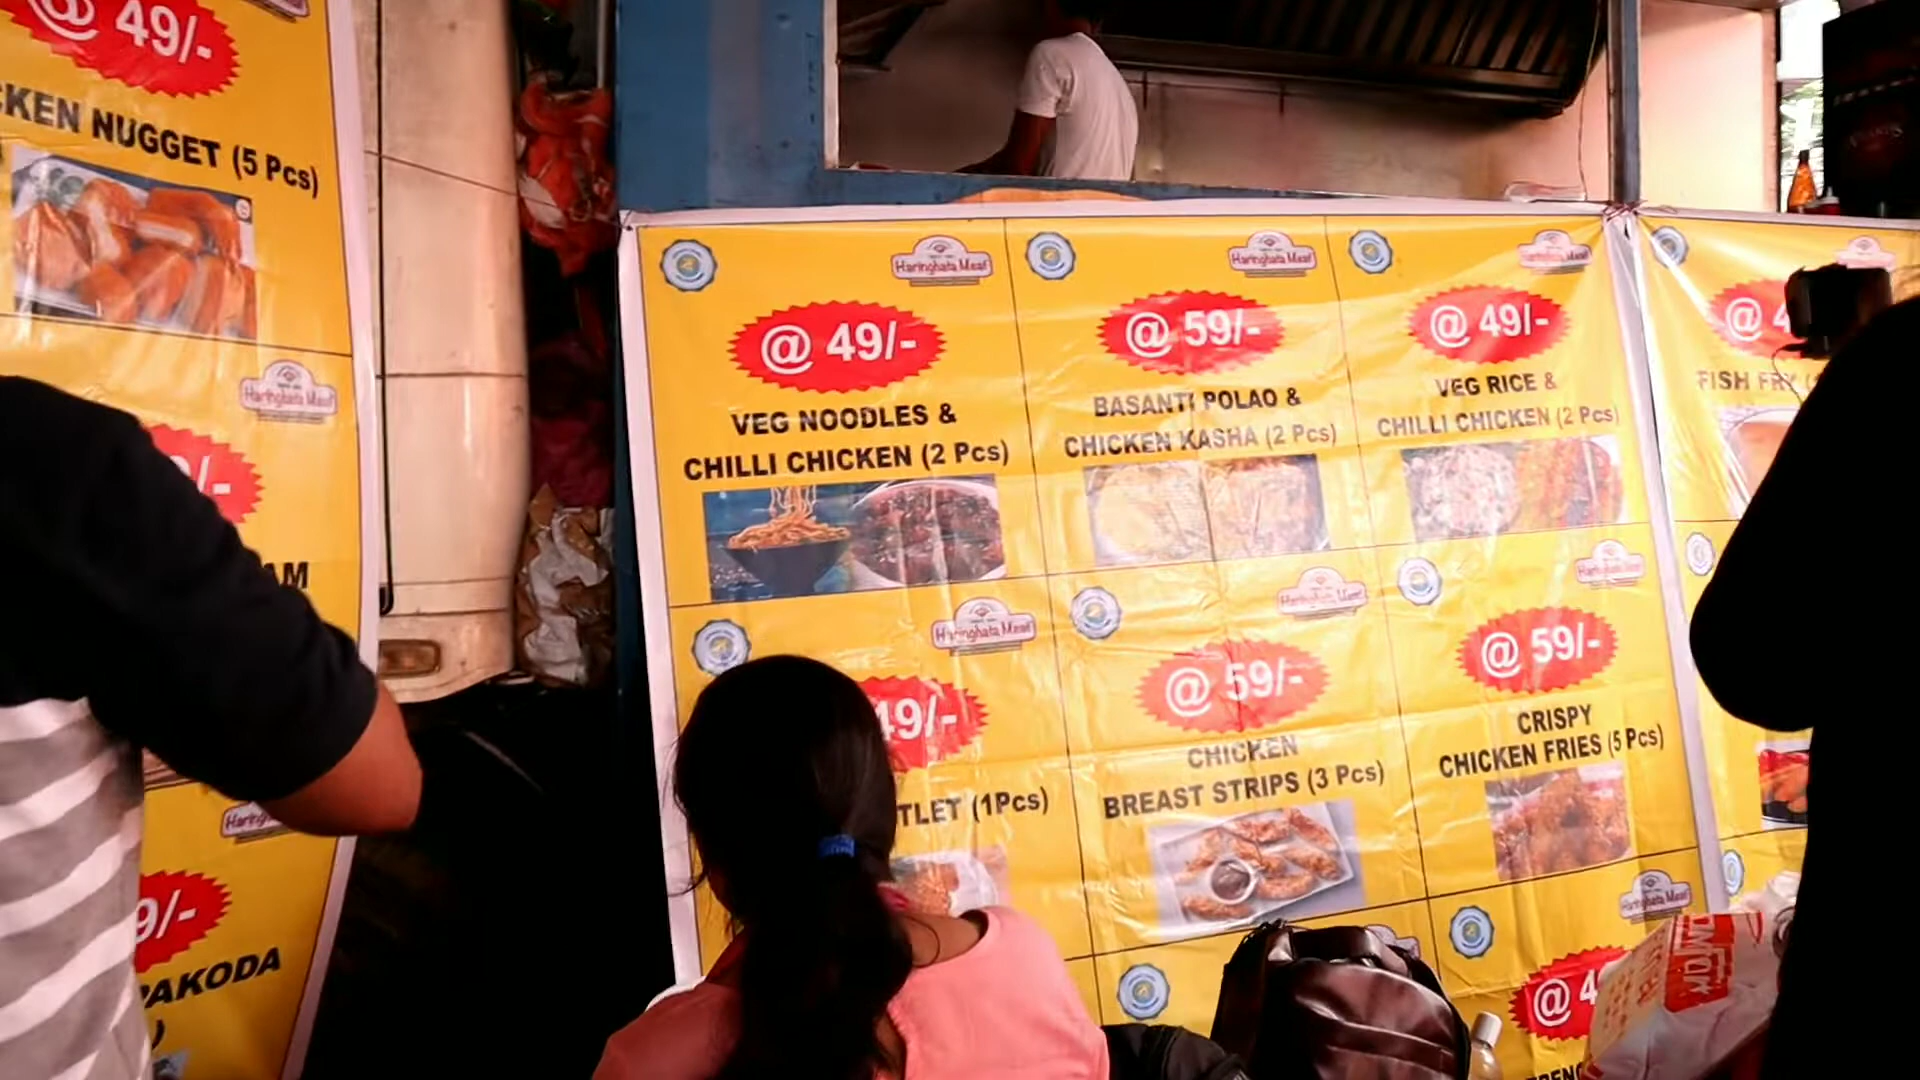 @ 49/-
NUGGET (5 Pcs)
Haringhata Meat
PAKODA
Haringhata Meat
@ 49/-
VEG NOODLES &
CHILLI CHICKEN (2 Pcs)
Haringhata Meat
@ 59/-
BASANTI POLAO &
CHICKEN KASHA (2 Pcs)
Haringhata Meat
@ 49/-
VEG RICE &
CHILLI CHICKEN (2 Pcs)
FISH FRY
Haringhata Meat
49/-
(1Pcs)
Haringhata Meat
@ 59/-
CHICKEN
BREAST STRIPS (3 Pcs)
Haringhata Meat
@ 59/-
CRISPY
CHICKEN FRIES (5 Pcs)
Haringhata Meat